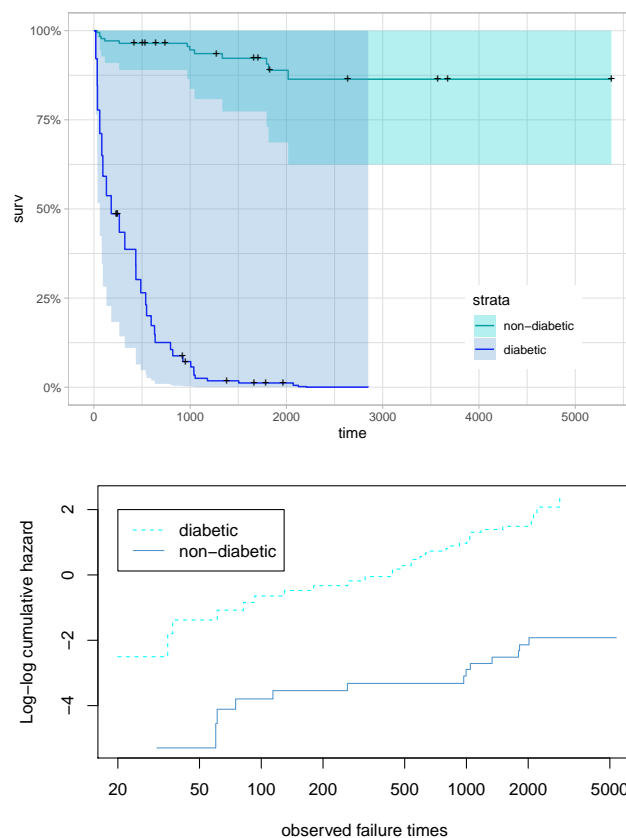 100%
75%
50%
25%
0%
surv
0 1000 2000 3000 4000 5000
time
strata
non-diabetic
diabetic
Log-log cumulative hazard
2
0
-2
-4
diabetic
non-diabetic
20 50 100 200 500 1000 2000 5000
observed failure times